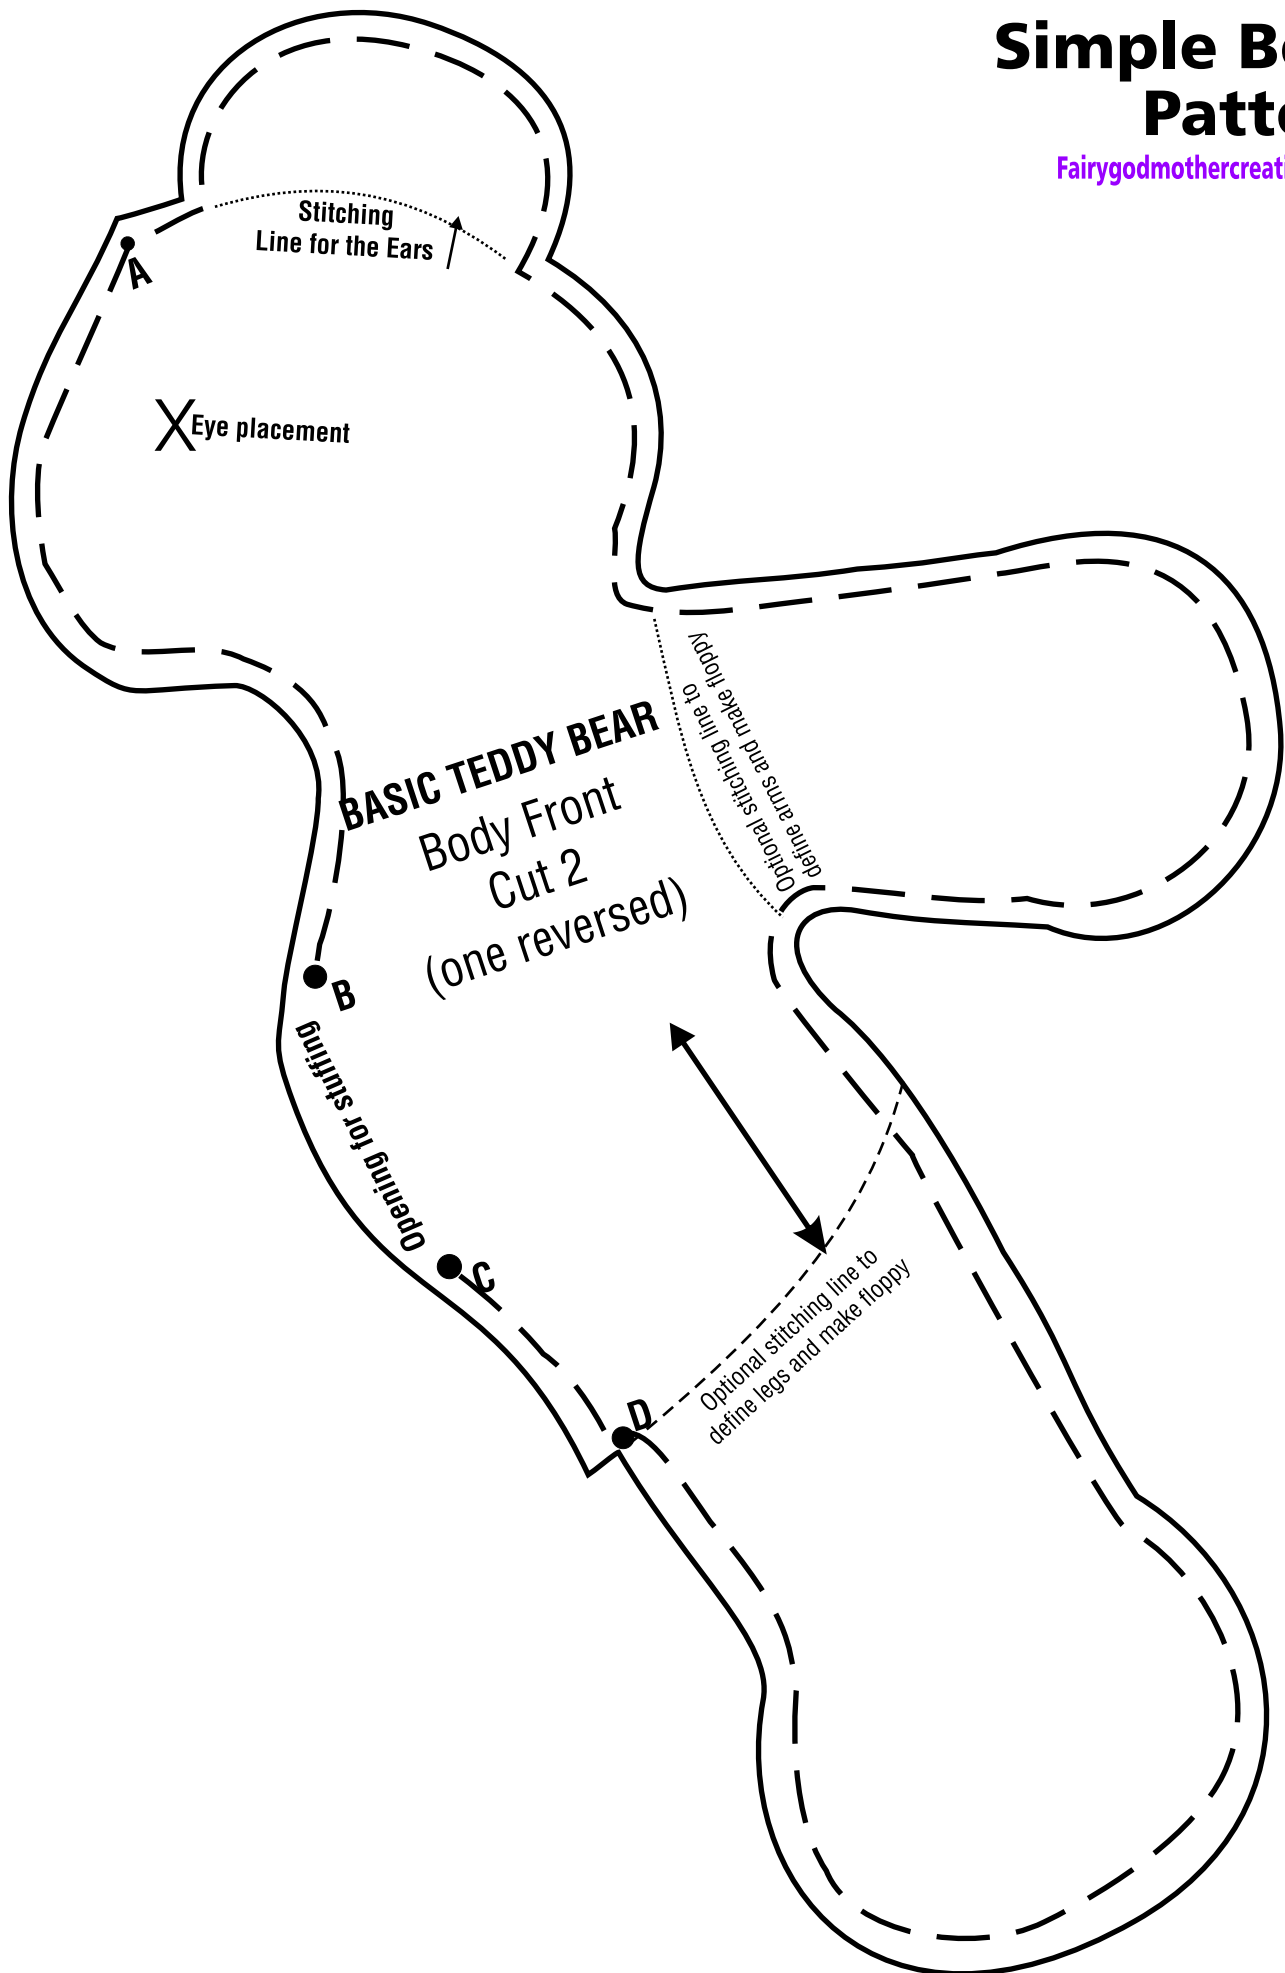 Simple Be
Patte
Fairygodmothercreati
Stitching
Line for the Ears
A
X
Eye placement
Optional stitching line to
define arms and make floppy
BASIC TEDDY BEAR
Body Front
Cut 2
(one reversed)
B
Opening for stuffing
C
D
Optional stitching line to
define legs and make floppy